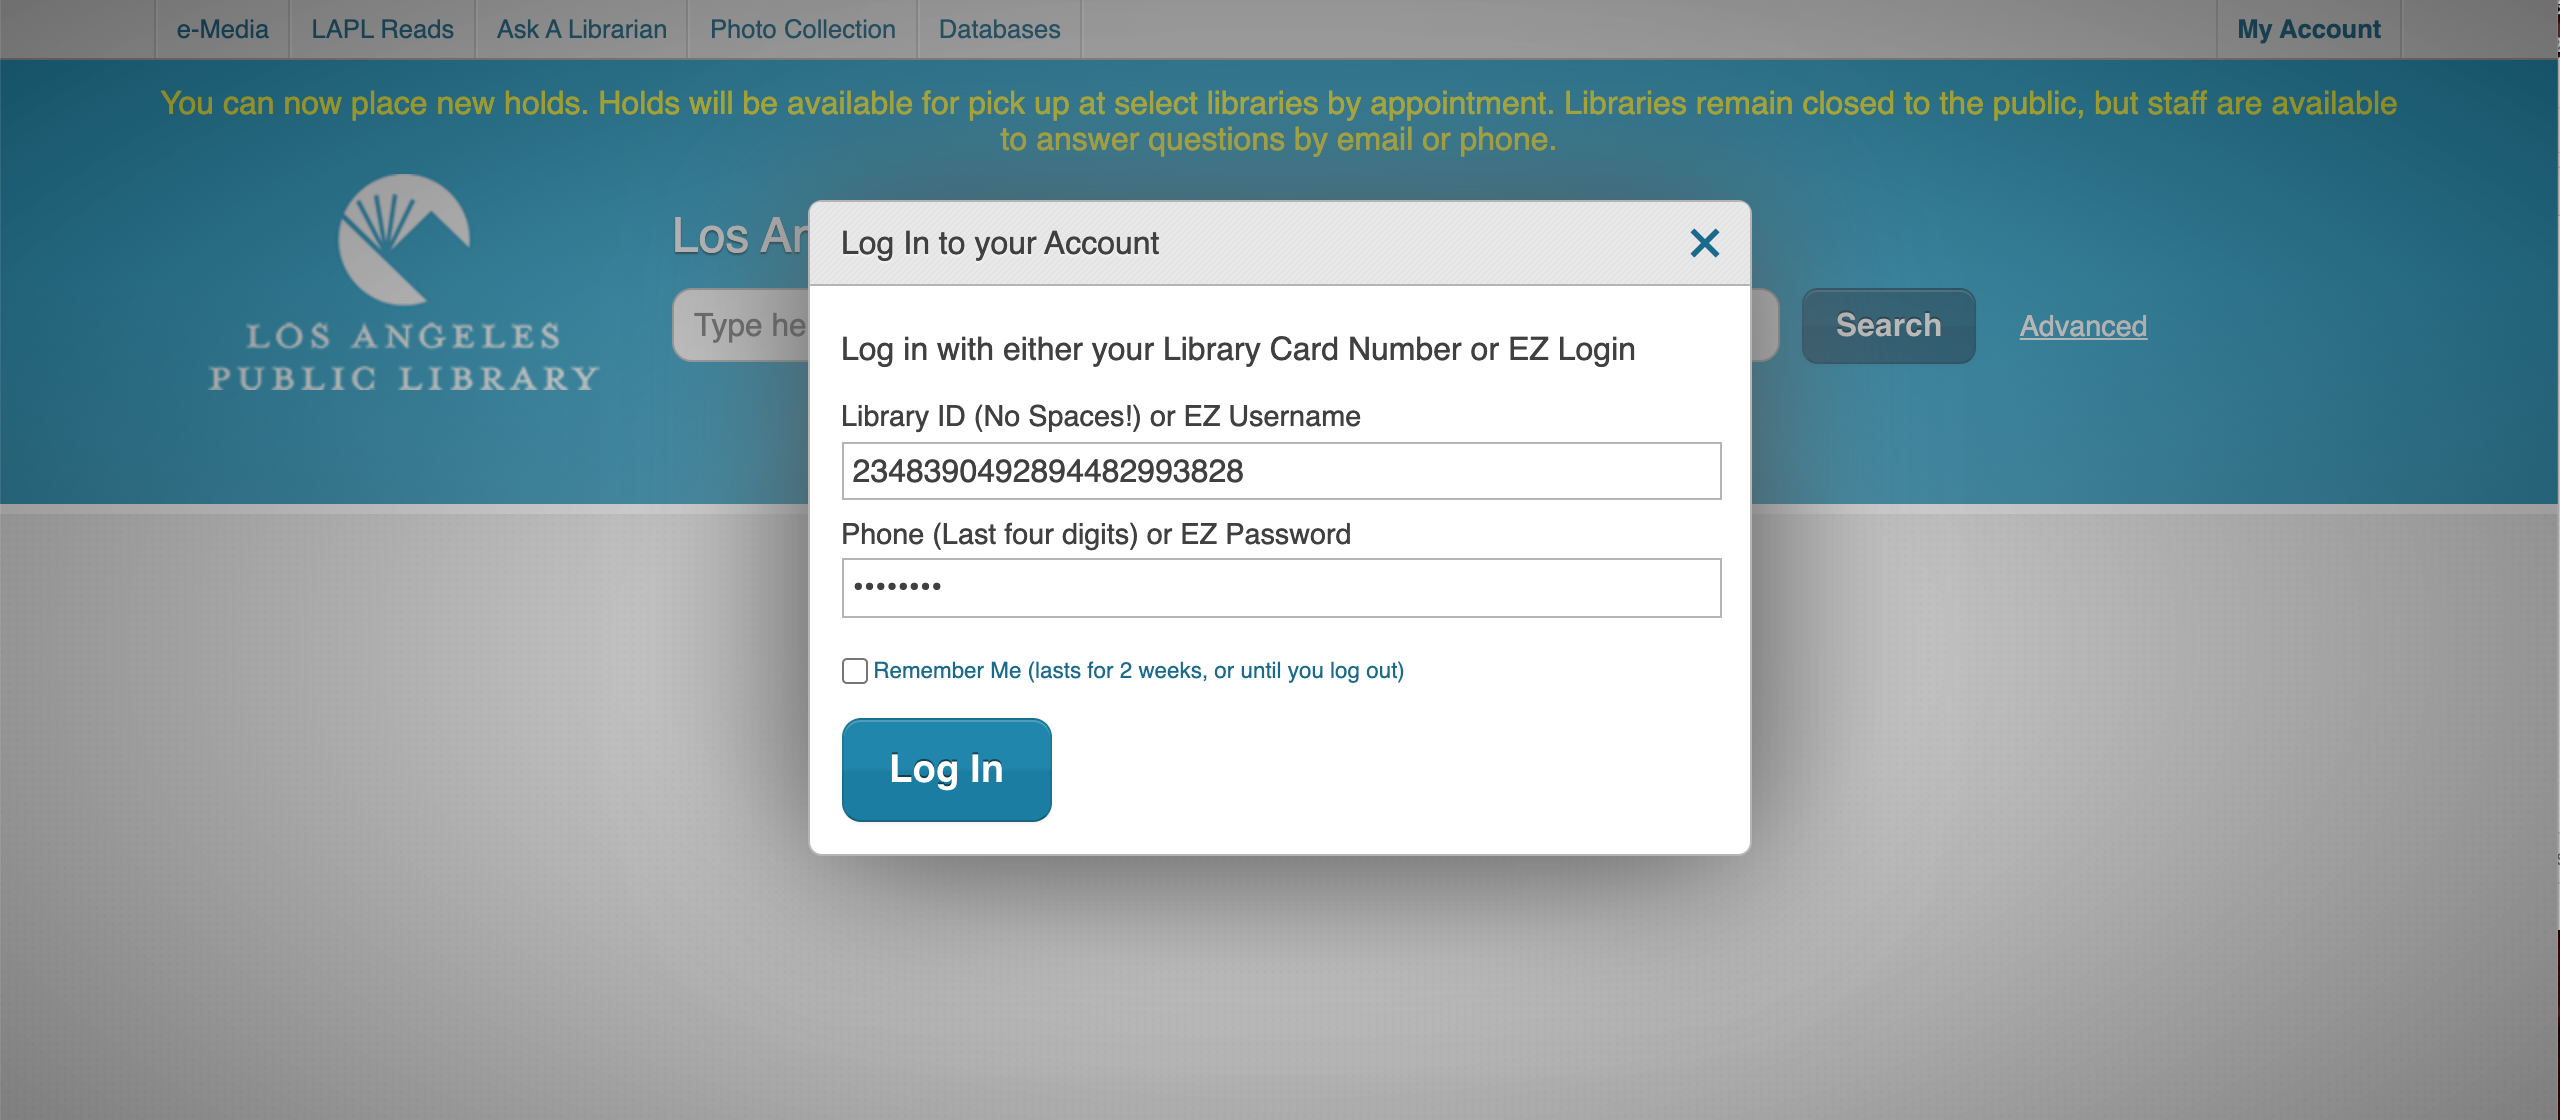 e-Media
LAPL Reads
Ask A Librarian
Photo Collection
Databases
My Account
You can now place new holds. Holds will be available for pick up at select libraries by appointment. Libraries remain closed to the public, but staff are available
to answer questions by email or phone.
LOS ANGELES
PUBLIC LIBRARY
Los An
Type he
Search
Advanced
Log In to your Account
Log in with either your Library Card Number or EZ Login
Library ID (No Spaces!) or EZ Username
2348390492894482993828
Phone (Last four digits) or EZ Password
••••••••
Remember Me (lasts for 2 weeks, or until you log out)
Log In